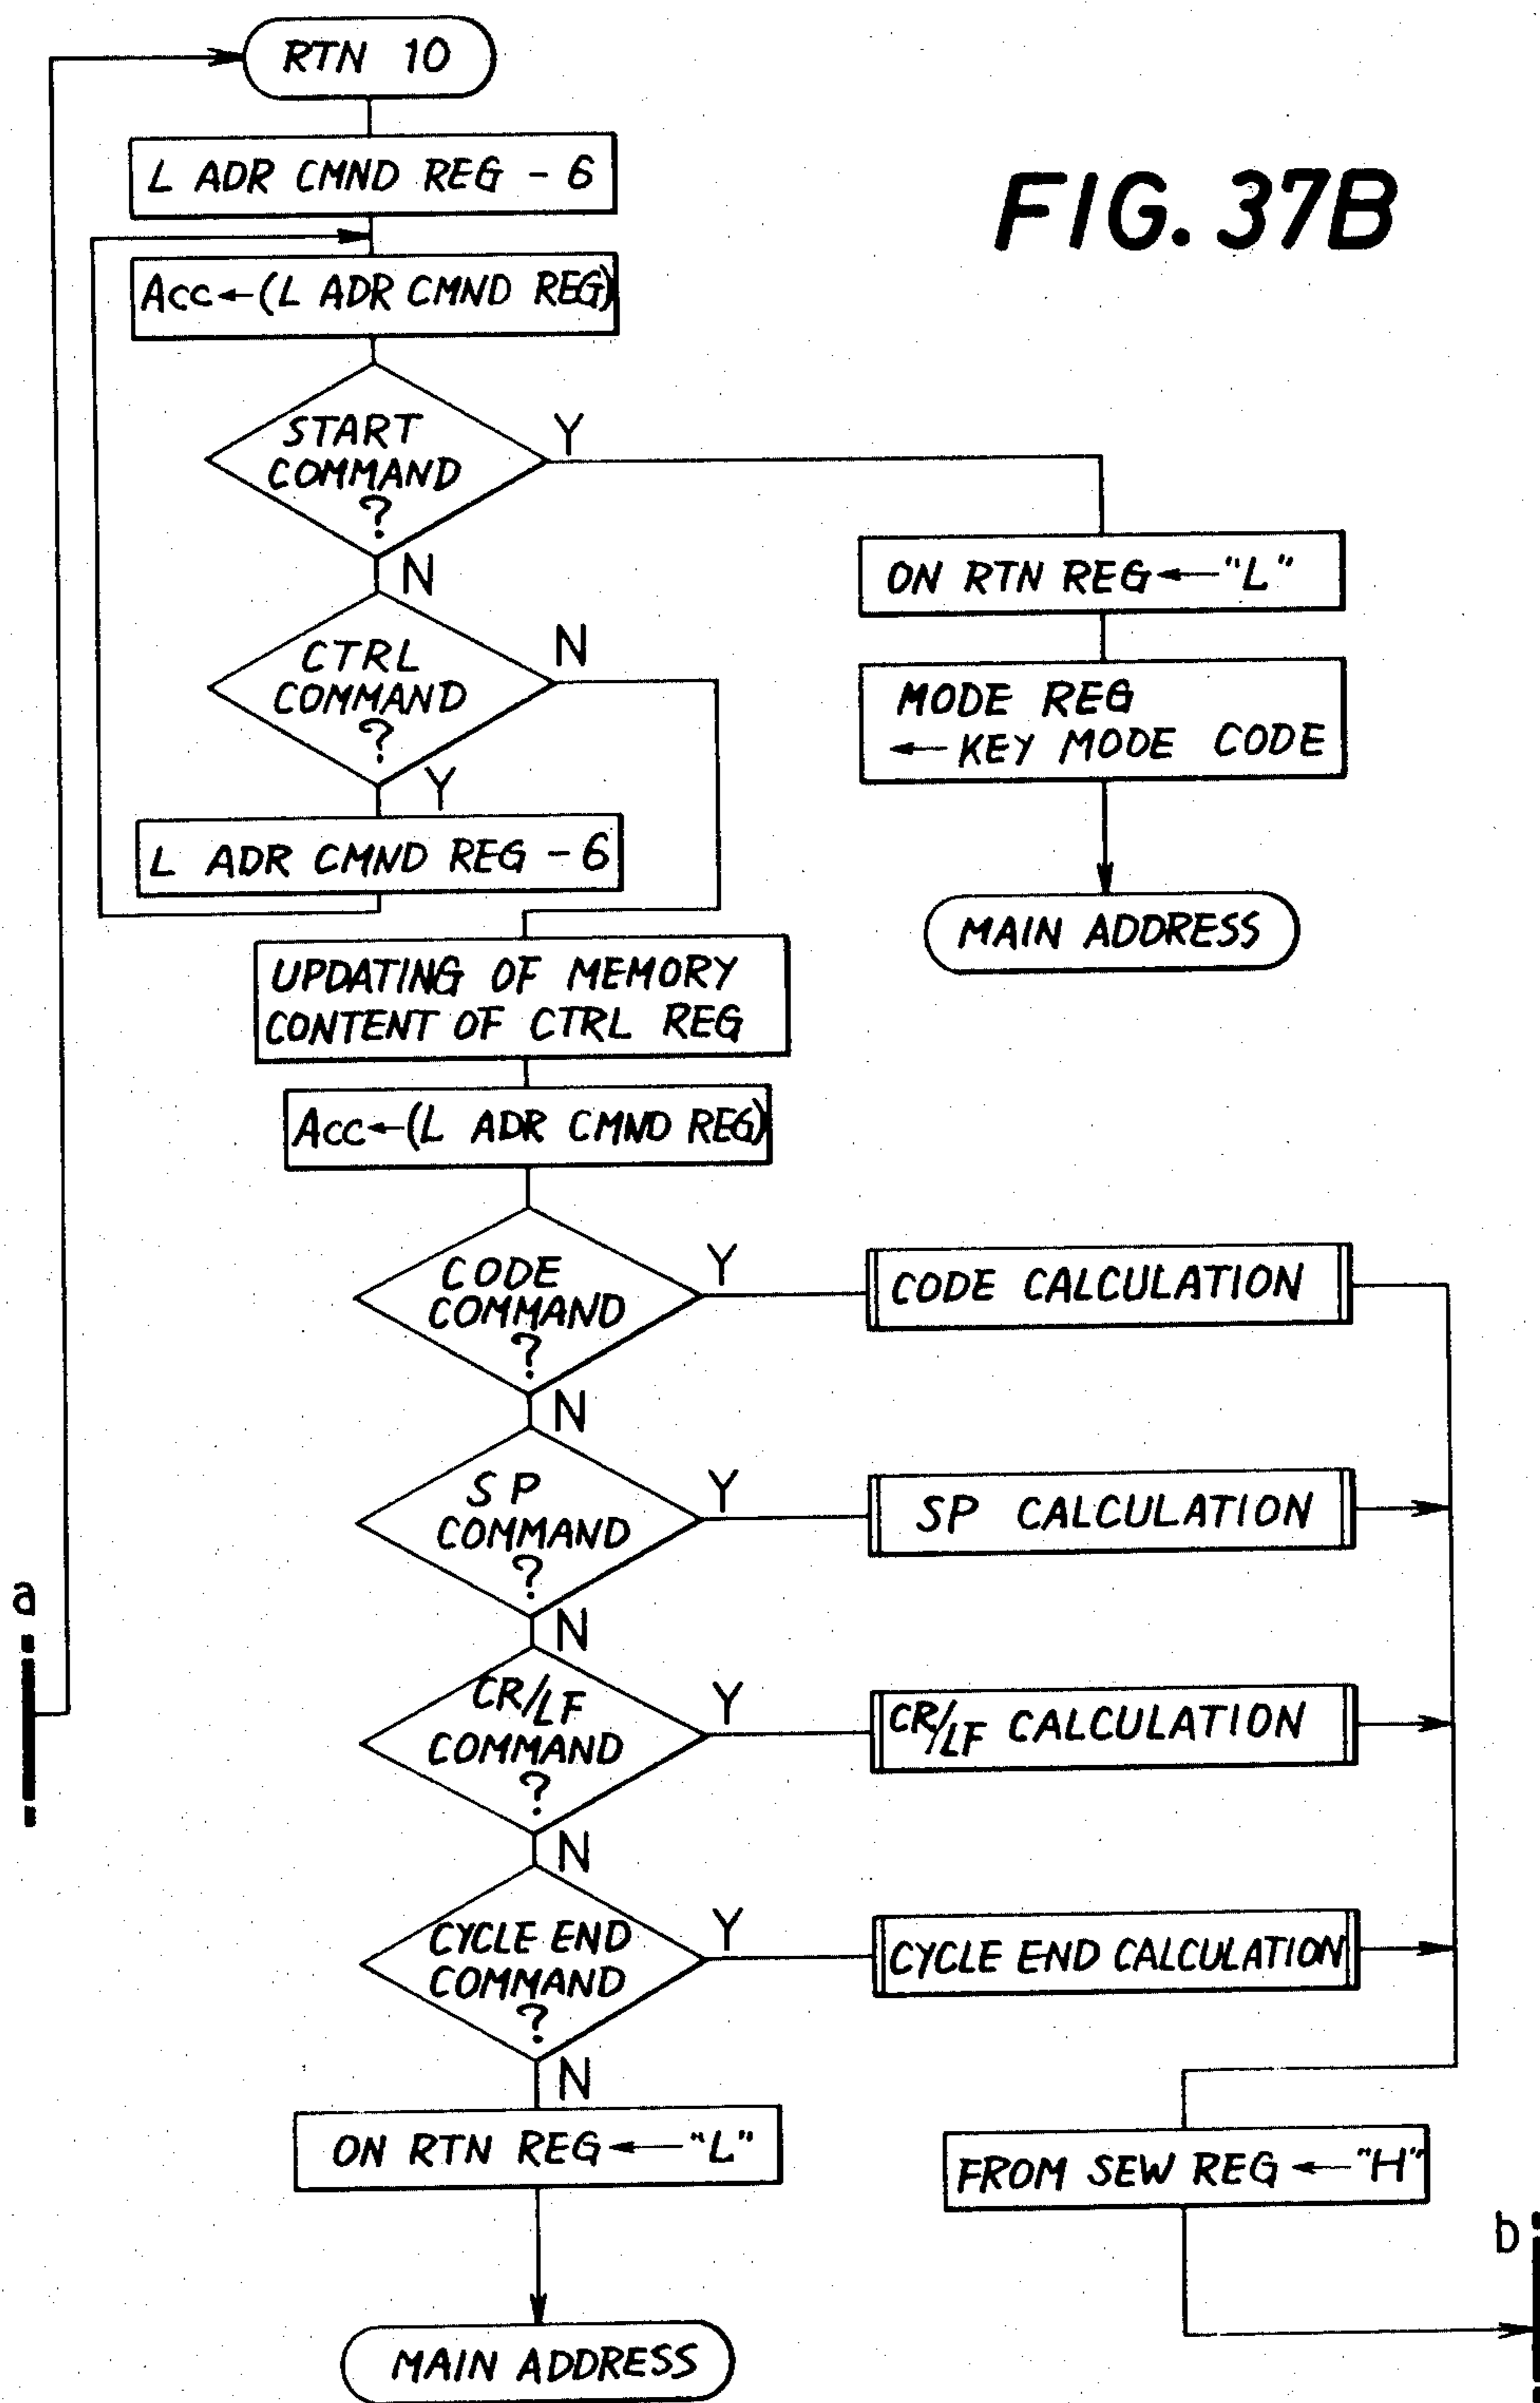 RTN 10
L ADR CMND REG - 6
FIG. 37B
Acc←(L ADR CMND REG)
START
COMMAND
?
Y
N
ON RTN REG←"L"
CTRL
COMMAND
?
N
Y
MODE REG
← KEY MODE CODE
L ADR CMND REG - 6
MAIN ADDRESS
UPDATING OF MEMORY
CONTENT OF CTRL REG
Acc←(L ADR CMND REG)
CODE
COMMAND
?
Y
N
CODE CALCULATION
SP
COMMAND
?
Y
N
SP CALCULATION
a
CR/LF
COMMAND
?
Y
N
CR/LF CALCULATION
CYCLE END
COMMAND
?
Y
N
CYCLE END CALCULATION
ON RTN REG←"L"
FROM SEW REG←"H"
b
MAIN ADDRESS